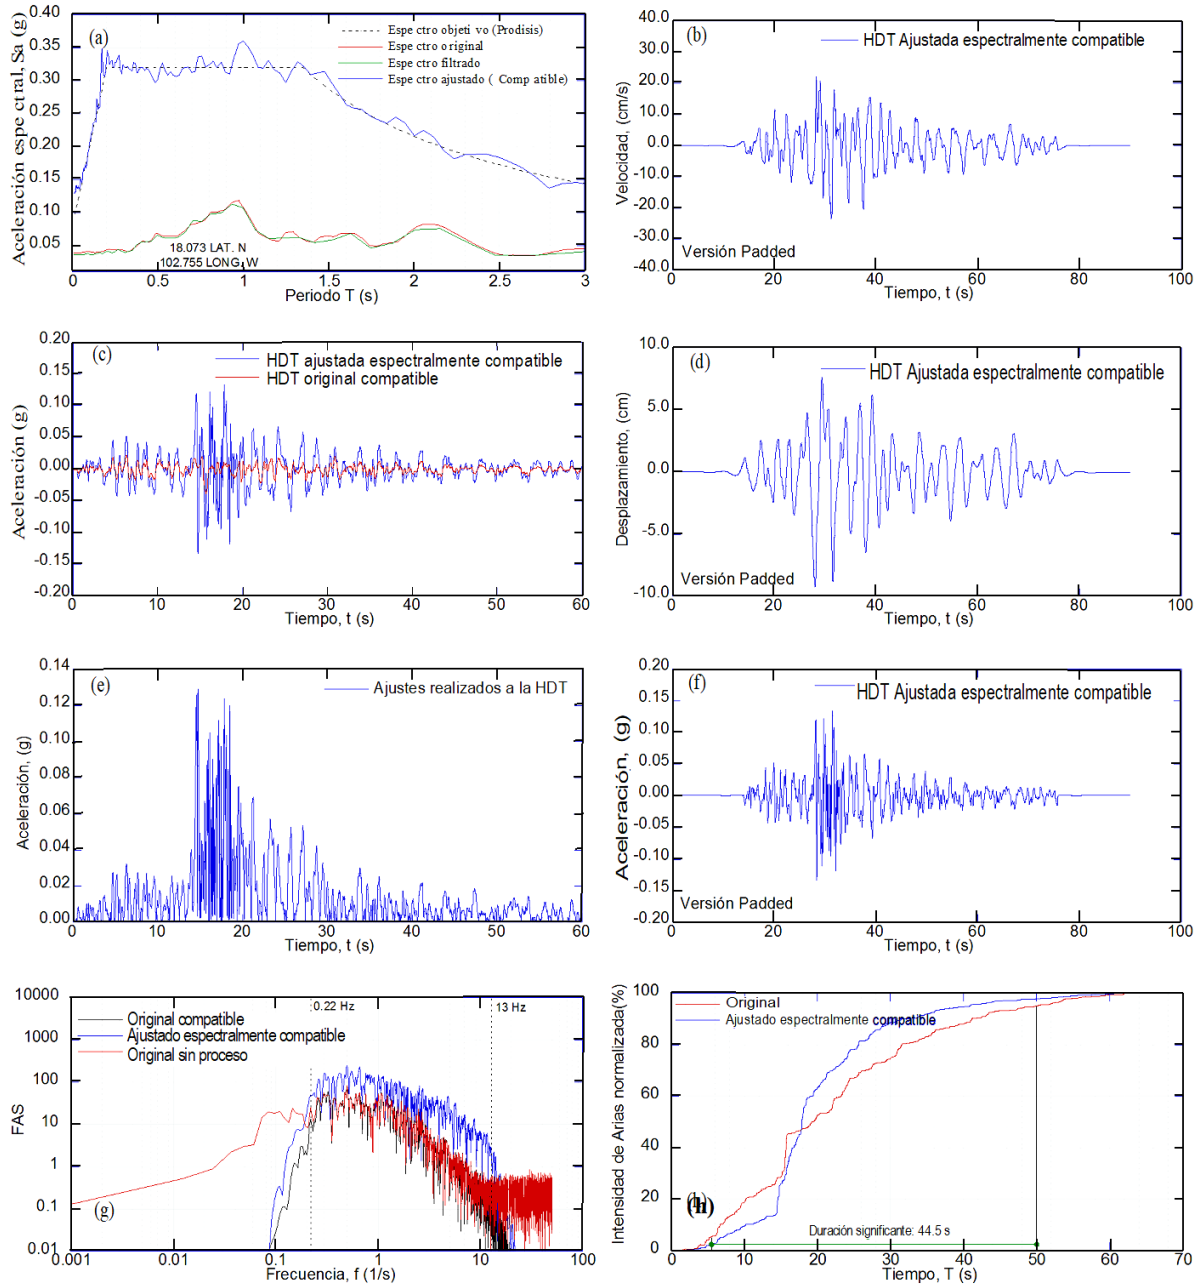 (a)
Espe ctro objeti vo (Prodisis)
Espe ctro o riginal
Espe ctro filtrado
Espe ctro ajustado ( Comp atible)
Aceleración espe ctral, Sa (g)
0.40
0.35
0.30
0.25
0.20
0.15
0.10
0.05
18.073 LAT. N
102.755 LONG. W
0
0.5
1
1.5
2
2.5
3
Periodo T (s)
(b)
HDT Ajustada espectralmente compatible
Velocidad, (cm/s)
40.0
30.0
20.0
10.0
0.0
-10.0
-20.0
-30.0
-40.0
Versión Padded
0
20
40
60
80
100
Tiempo, t (s)
(c)
HDT ajustada espectralmente compatible
HDT original compatible
Aceleración (g)
0.20
0.15
0.10
0.05
0.00
-0.05
-0.10
-0.15
-0.20
0
10
20
30
40
50
60
Tiempo, t (s)
(d)
HDT Ajustada espectralmente compatible
Desplazamiento, (cm)
10.0
5.0
0.0
-5.0
-10.0
Versión Padded
0
20
40
60
80
100
Tiempo, t (s)
(e)
Ajustes realizados a la HDT
Aceleración, (g)
0.14
0.12
0.10
0.08
0.06
0.04
0.02
0.00
0
10
20
30
40
50
60
Tiempo, t (s)
(f)
HDT Ajustada espectralmente compatible
Aceleración, (g)
0.20
0.15
0.10
0.05
0.00
-0.05
-0.10
-0.15
-0.20
Versión Padded
0
20
40
60
80
100
Tiempo, t (s)
0.22 Hz
13 Hz
Original compatible
Ajustado espectralmente compatible
Original sin proceso
FAS
10000
1000
100
10
1
0.1
0.01
(g)
0.001
0.01
0.1
1
10
100
Frecuencia, f (1/s)
Original
Ajustado espectralmente compatible
Intensidad de Arias normalizada(%)
100
80
60
40
20
0
(h)
Duración significante: 44.5 s
0
10
20
30
40
50
60
70
Tiempo, T (s)